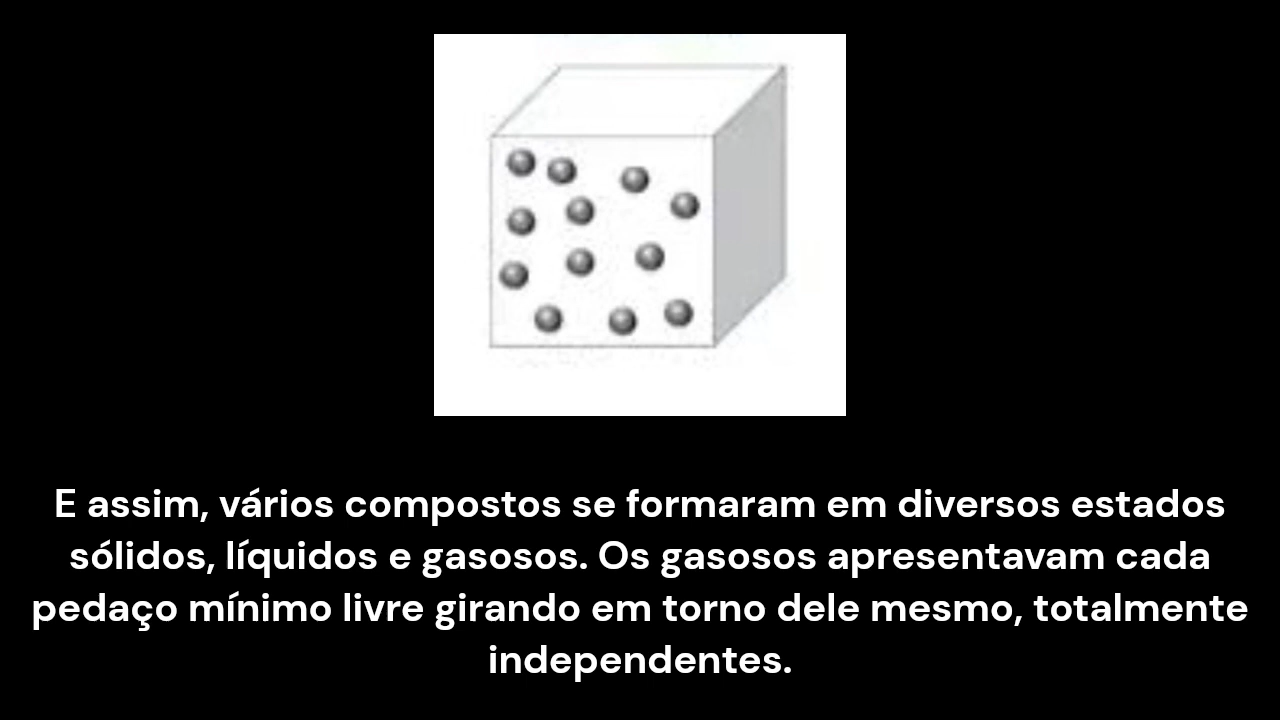 E assim, vários compostos se formaram em diversos estados
sólidos, líquidos e gasosos. Os gasosos apresentavam cada
pedaço mínimo livre girando em torno dele mesmo, totalmente
independentes.